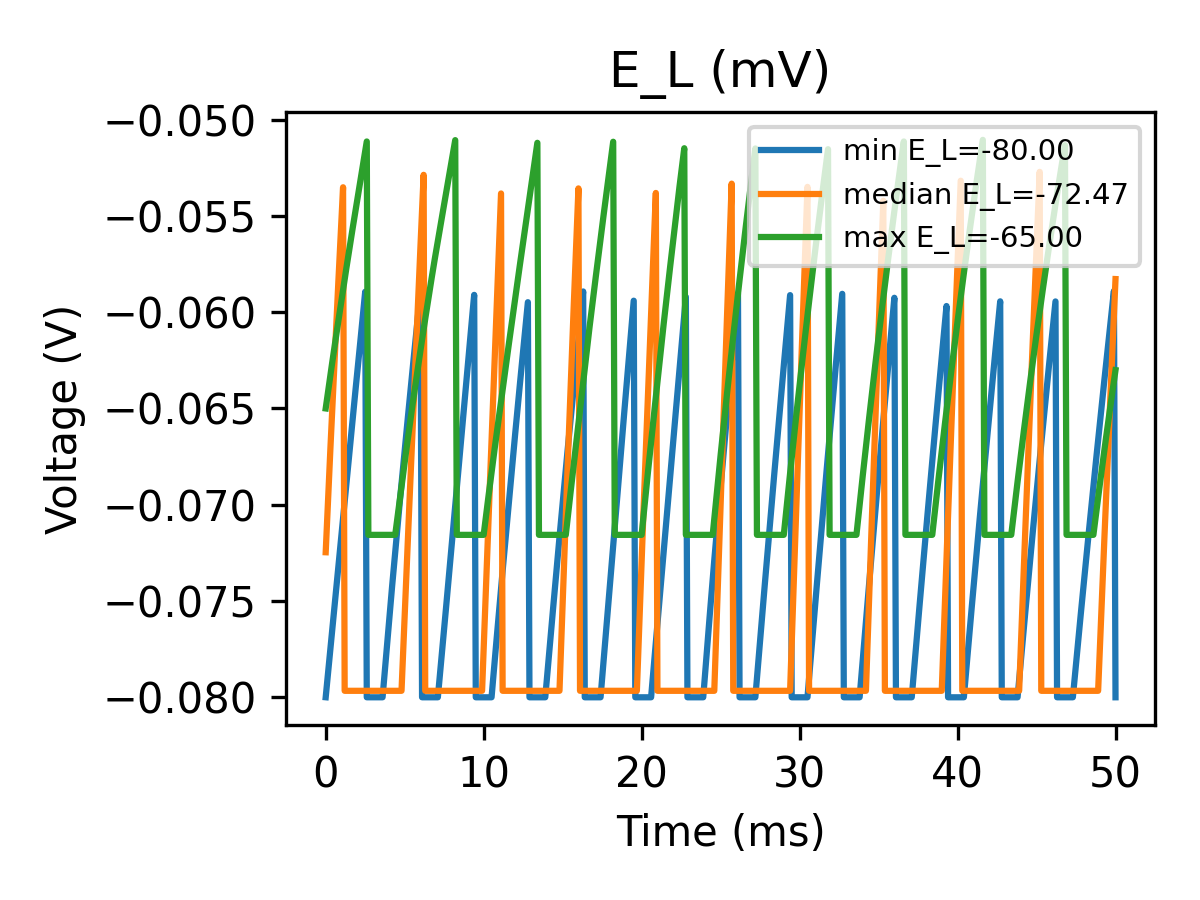 E_L (mV)
−0.050
−0.055
−0.060
−0.065
−0.070
−0.075
−0.080
Voltage (V)
min E_L=-80.00
median E_L=-72.47
max E_L=-65.00
0 10 20 30 40 50
Time (ms)